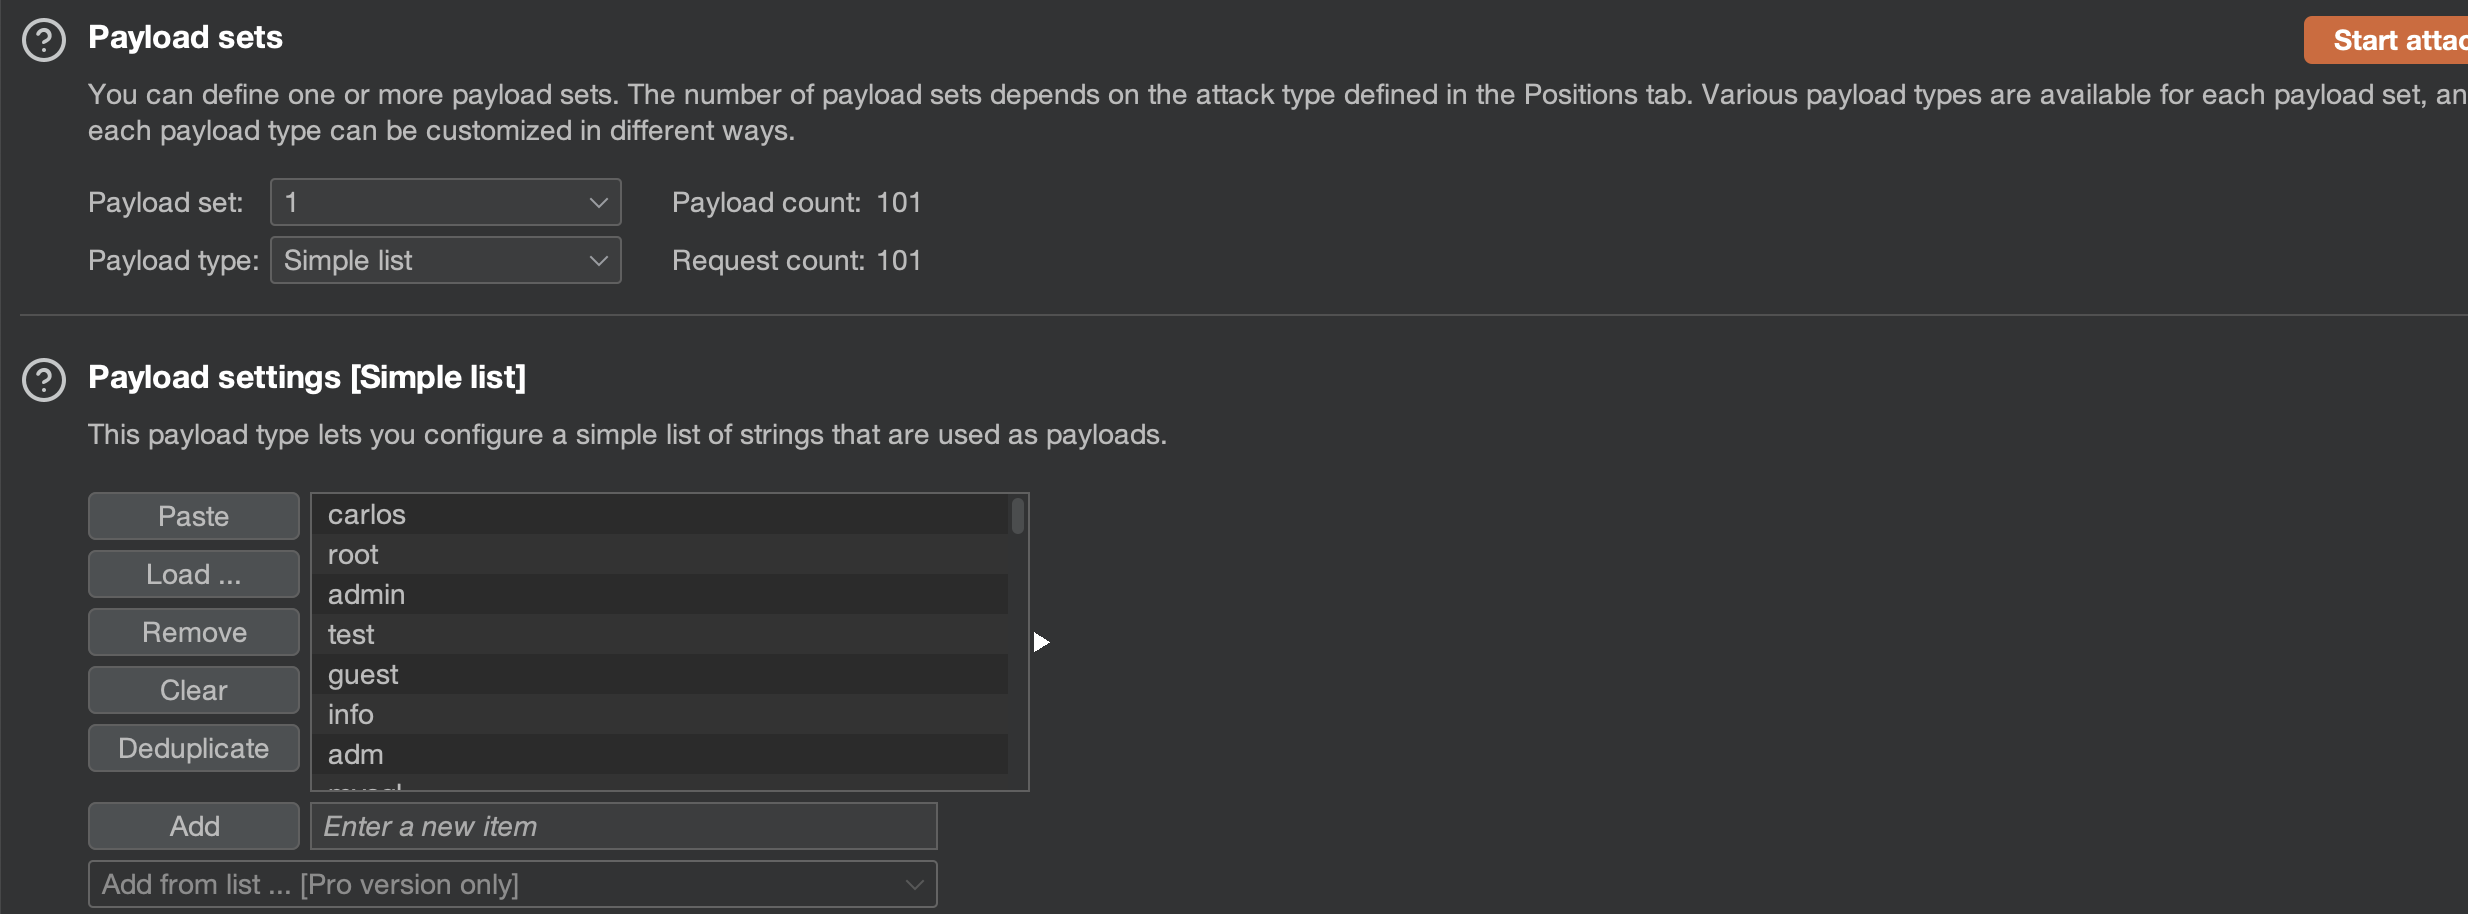 Payload sets
Start attac
You can define one or more payload sets. The number of payload sets depends on the attack type defined in the Positions tab. Various payload types are available for each payload set, an
each payload type can be customized in different ways.
Payload set: 1 Payload count: 101
Payload type: Simple list Request count: 101
Payload settings [Simple list]
This payload type lets you configure a simple list of strings that are used as payloads.
Paste
Load ...
Remove
Clear
Deduplicate
carlos
root
admin
test
guest
info
adm
Add
Enter a new item
Add from list ... [Pro version only]